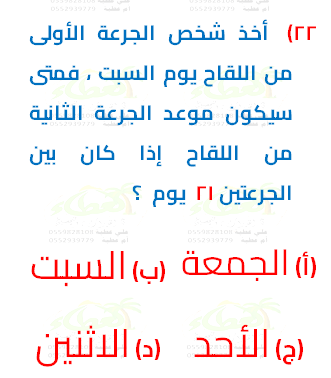 ٢٢) أخذ شخص الجرعة الأولى
من اللقاح يوم السبت ، فمتى
سيكون موعد الجرعة الثانية
من اللقاح إذا كان بين
الجرعتين ٢١ يوم ؟
(أ) الجمعة (ب) السبت
(ج) الأحد (د) الاثنين